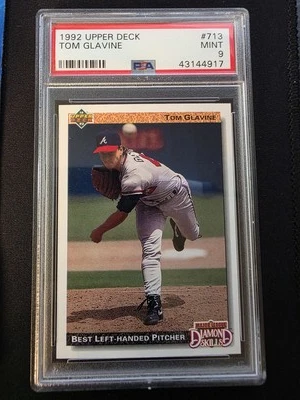 1992 UPPER DECK #713
TOM GLAVINE MINT
PSA 9
43144917
TOM GLAVINE
BEST LEFT-HANDED PITCHER
DIAMOND
SKILLS